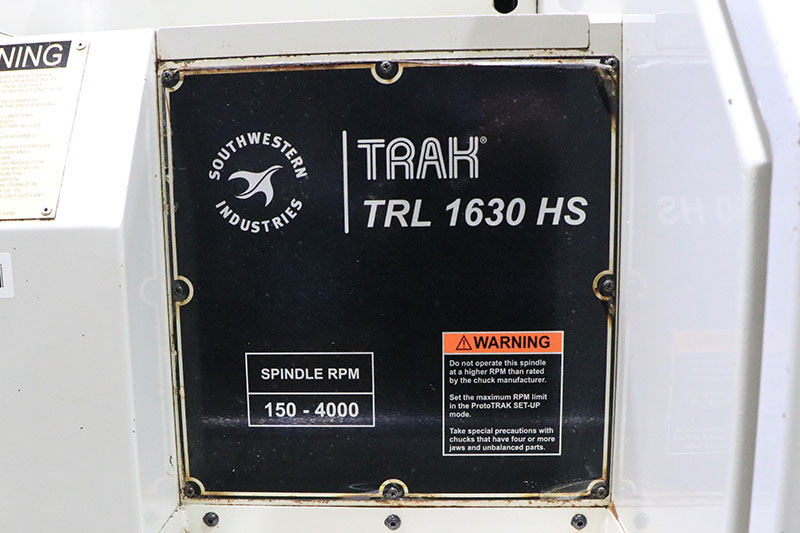 NING
SOUTHWESTERN
INDUSTRIES
TRAK®
TRL 1630 HS
SPINDLE RPM
150 - 4000
⚠WARNING
Do not operate this spindle
at a higher RPM than rated
by the chuck manufacturer.
Set the maximum RPM limit
in the ProtoTRAK SET-UP
mode.
Take special precautions with
chucks that have four or more
jaws and unbalanced parts.